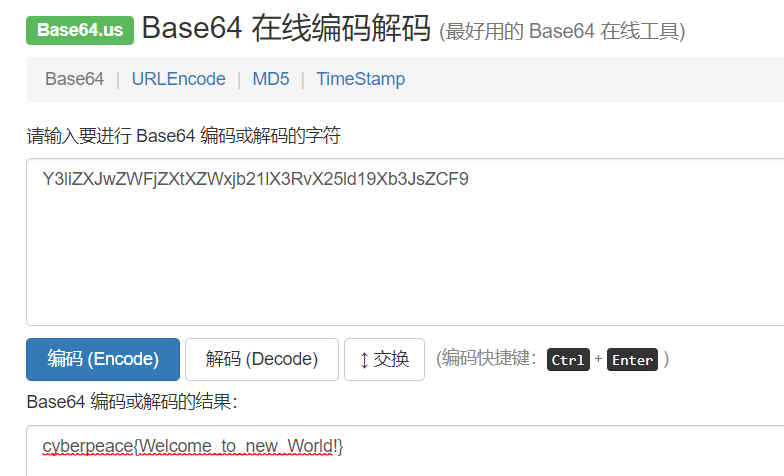 Base64.us Base64 在线编码解码 (最好用的 Base64 在线工具)
Base64 | URLEncode | MD5 | TimeStamp
请输入要进行 Base64 编码或解码的字符
Y3liZXJwZWFjZXtXZWxjb21lX3RvX25ld19Xb3JsZCF9
编码 (Encode) 解码 (Decode) ↕ 交换 (编码快捷键: Ctrl + Enter )
Base64 编码或解码的结果:
cyberpeace{Welcome_to_new_World!}